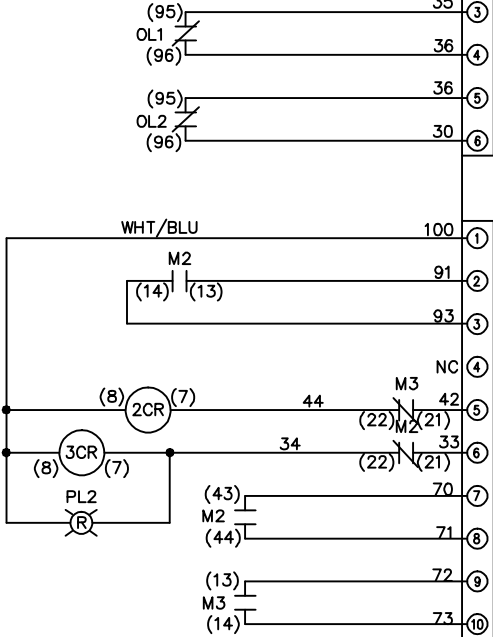 (95) 35 3
OL1
(96) 36 4
(95) 36 5
OL2
(96) 30 6
WHT/BLU 100 1
M2
91 2
(14) (13)
93 3
NC 4
M3
(8) (7) 44 42 5
2CR
(22) (21)
M2
34 33 6
3CR
(8) (7) (22) (21)
PL2
(43) 70 7
R
M2
(44) 71 8
(13) 72 9
M3
(14) 73 10